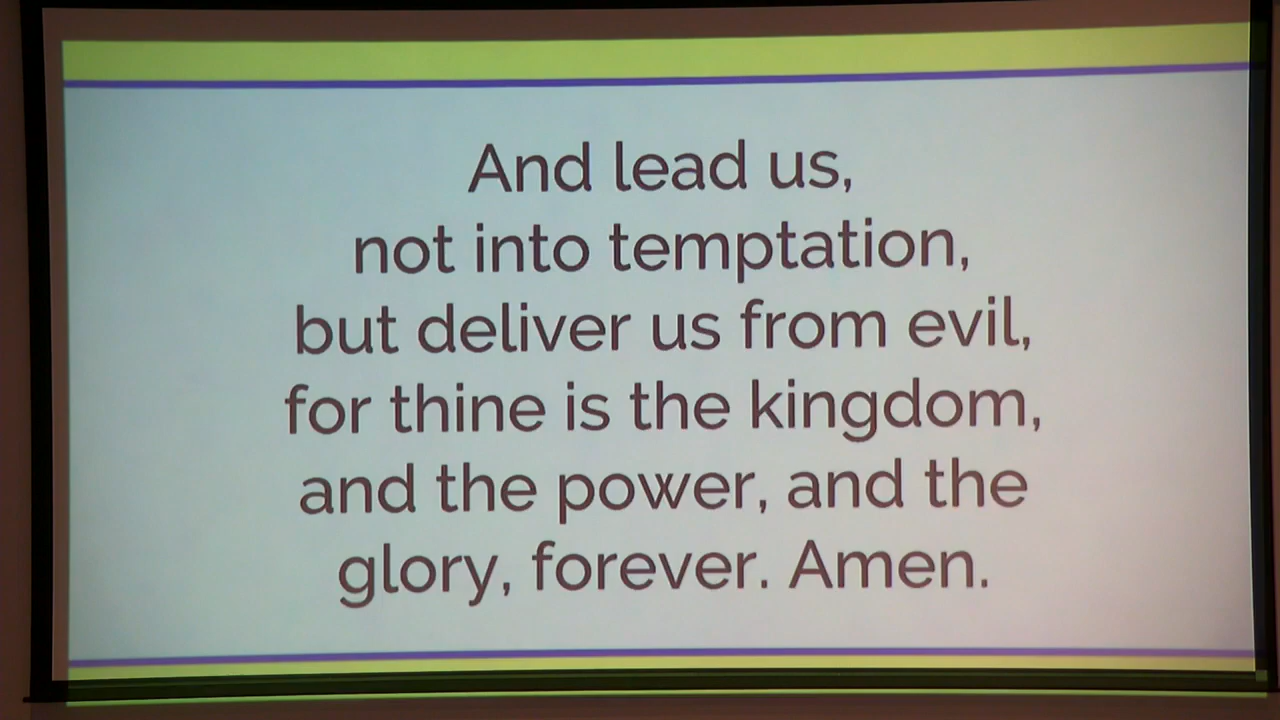 And lead us,
not into temptation,
but deliver us from evil,
for thine is the kingdom,
and the power, and the
glory, forever. Amen.